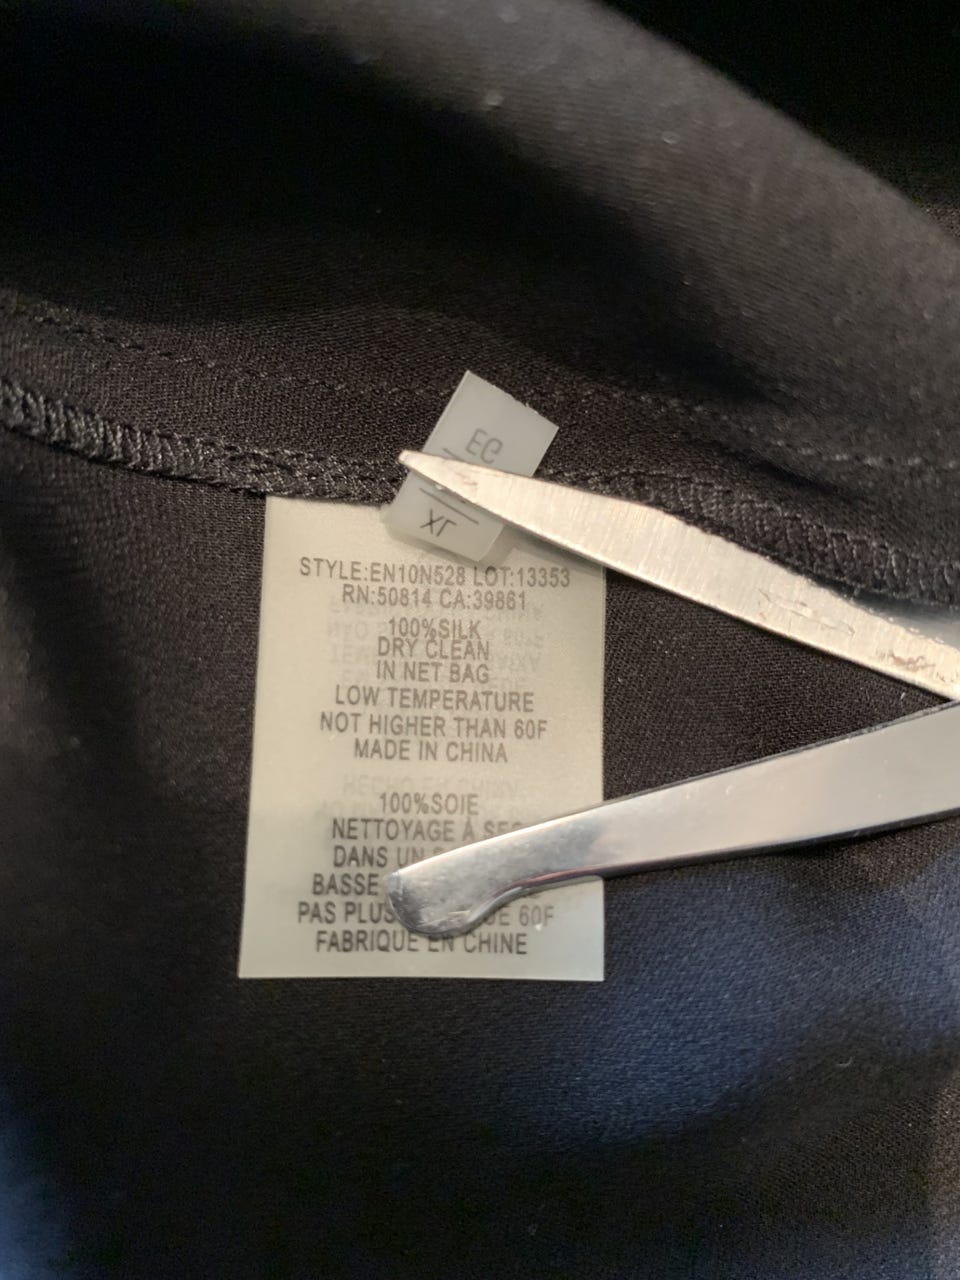 EG
XL
STYLE:EN10N528 LOT:13353
RN:50814 CA:39861
100%SILK
DRY CLEAN
IN NET BAG
LOW TEMPERATURE
NOT HIGHER THAN 60F
MADE IN CHINA
100%SOIE
NETTOYAGE À
DANS UN
BASSE
PAS PLUS 60F
FABRIQUE EN CHINE